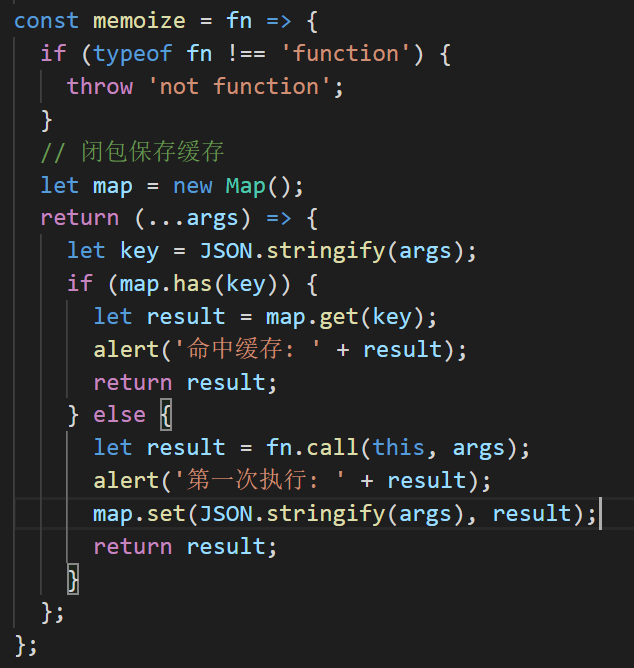 const memoize = fn => {
  if (typeof fn !== 'function') {
    throw 'not function';
  }
  // 闭包保存缓存
  let map = new Map();
  return (...args) => {
    let key = JSON.stringify(args);
    if (map.has(key)) {
      let result = map.get(key);
      alert('命中缓存: ' + result);
      return result;
    } else {
      let result = fn.call(this, args);
      alert('第一次执行: ' + result);
      map.set(JSON.stringify(args), result);
      return result;
    }
  };
};